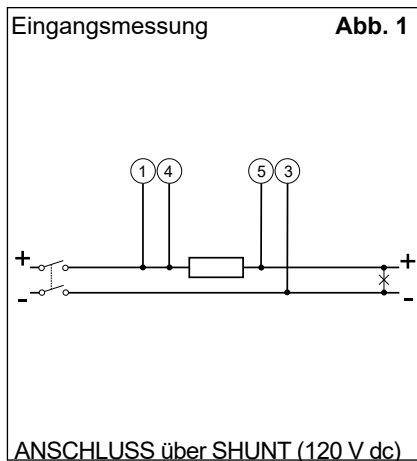 Eingangsmessung Abb. 1
1 4 5 3
+ +
- -
ANSCHLUSS über SHUNT (120 V dc)